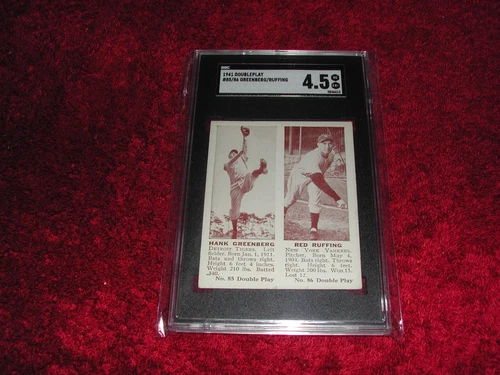 1941 DOUBLEPLAY
#85/86 GREENBERG/RUFFING
4.5
HANK GREENBERG
DETROIT TIGERS. Left
fielder. Born Jan. 1, 1911.
Bats and throws right.
Height 6 feet 4 inches.
Weight 210 lbs. Batted
.340.
No. 85 Double Play
RED RUFFING
NEW YORK YANKEES.
Pitcher. Born May 4,
1904. Bats right. Throws
right. Height, 6 feet.
Weight 200 lbs. Won 15.
Lost 12.
No. 86 Double Play